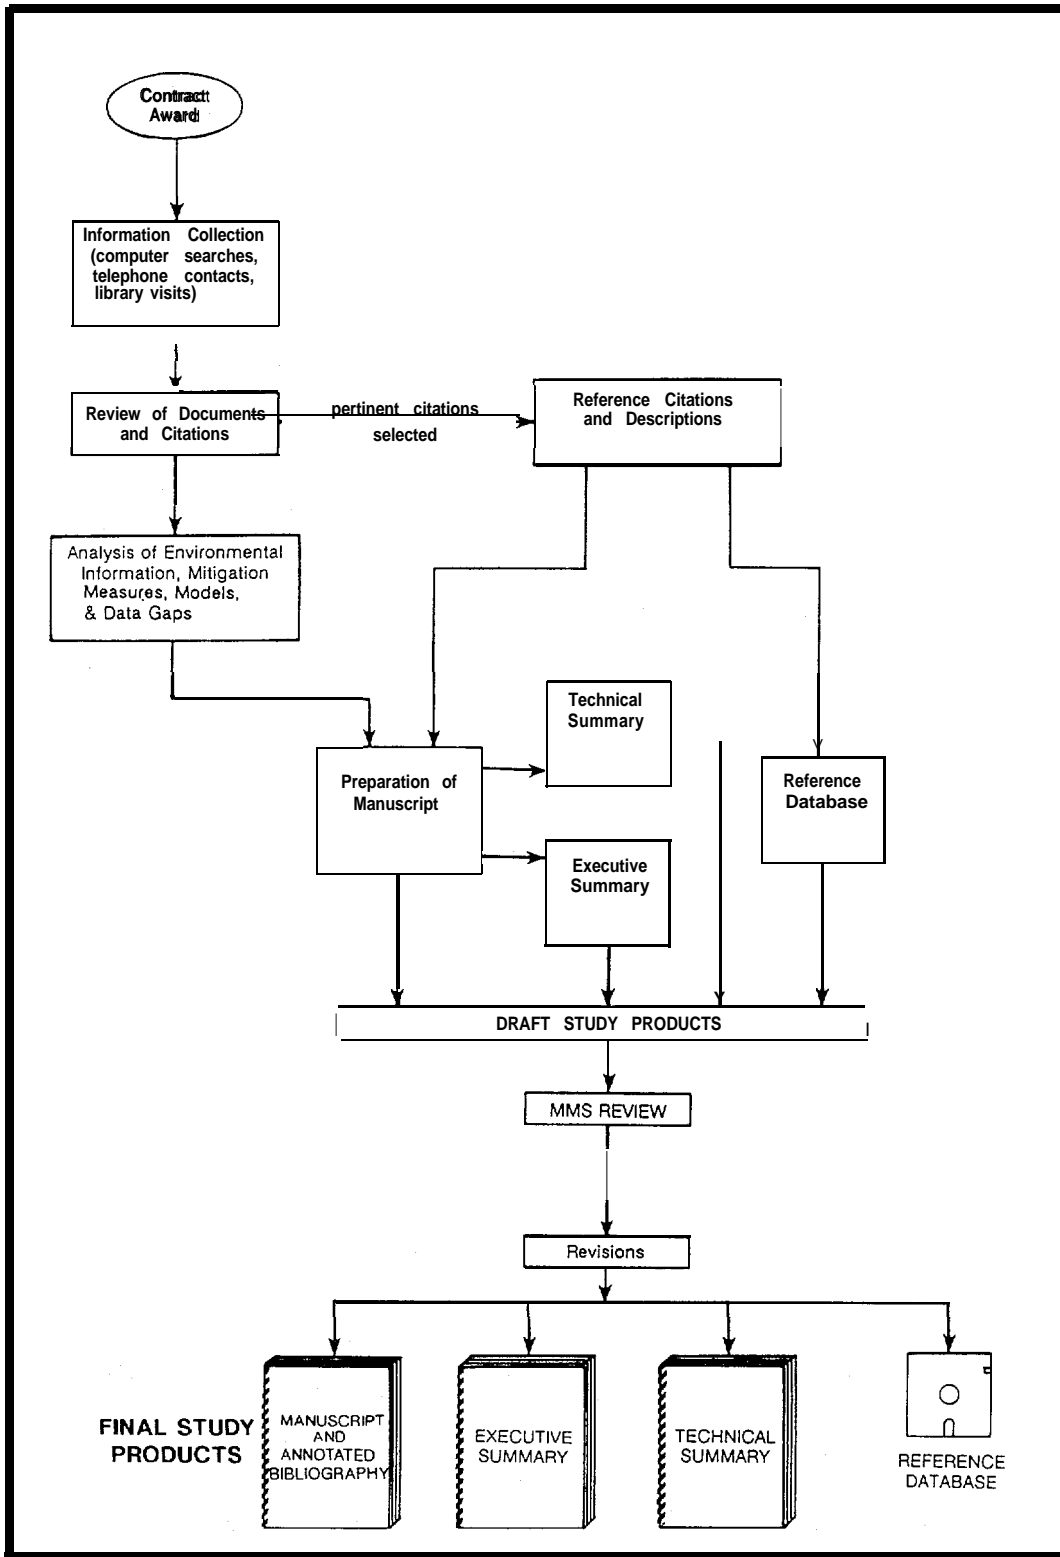 Contract
Award
Information Collection
(computer searches,
telephone contacts,
library visits)
Review of Documents
and Citations
pertinent citations
selected
Reference Citations
and Descriptions
Analysis of Environmental
Information, Mitigation
Measures, Models,
& Data Gaps
Technical
Summary
Preparation of
Manuscript
Reference
Database
Executive
Summary
DRAFT STUDY PRODUCTS
MMS REVIEW
Revisions
FINAL STUDY
PRODUCTS
MANUSCRIPT
AND
ANNOTATED
BIBLIOGRAPHY
EXECUTIVE
SUMMARY
TECHNICAL
SUMMARY
REFERENCE
DATABASE